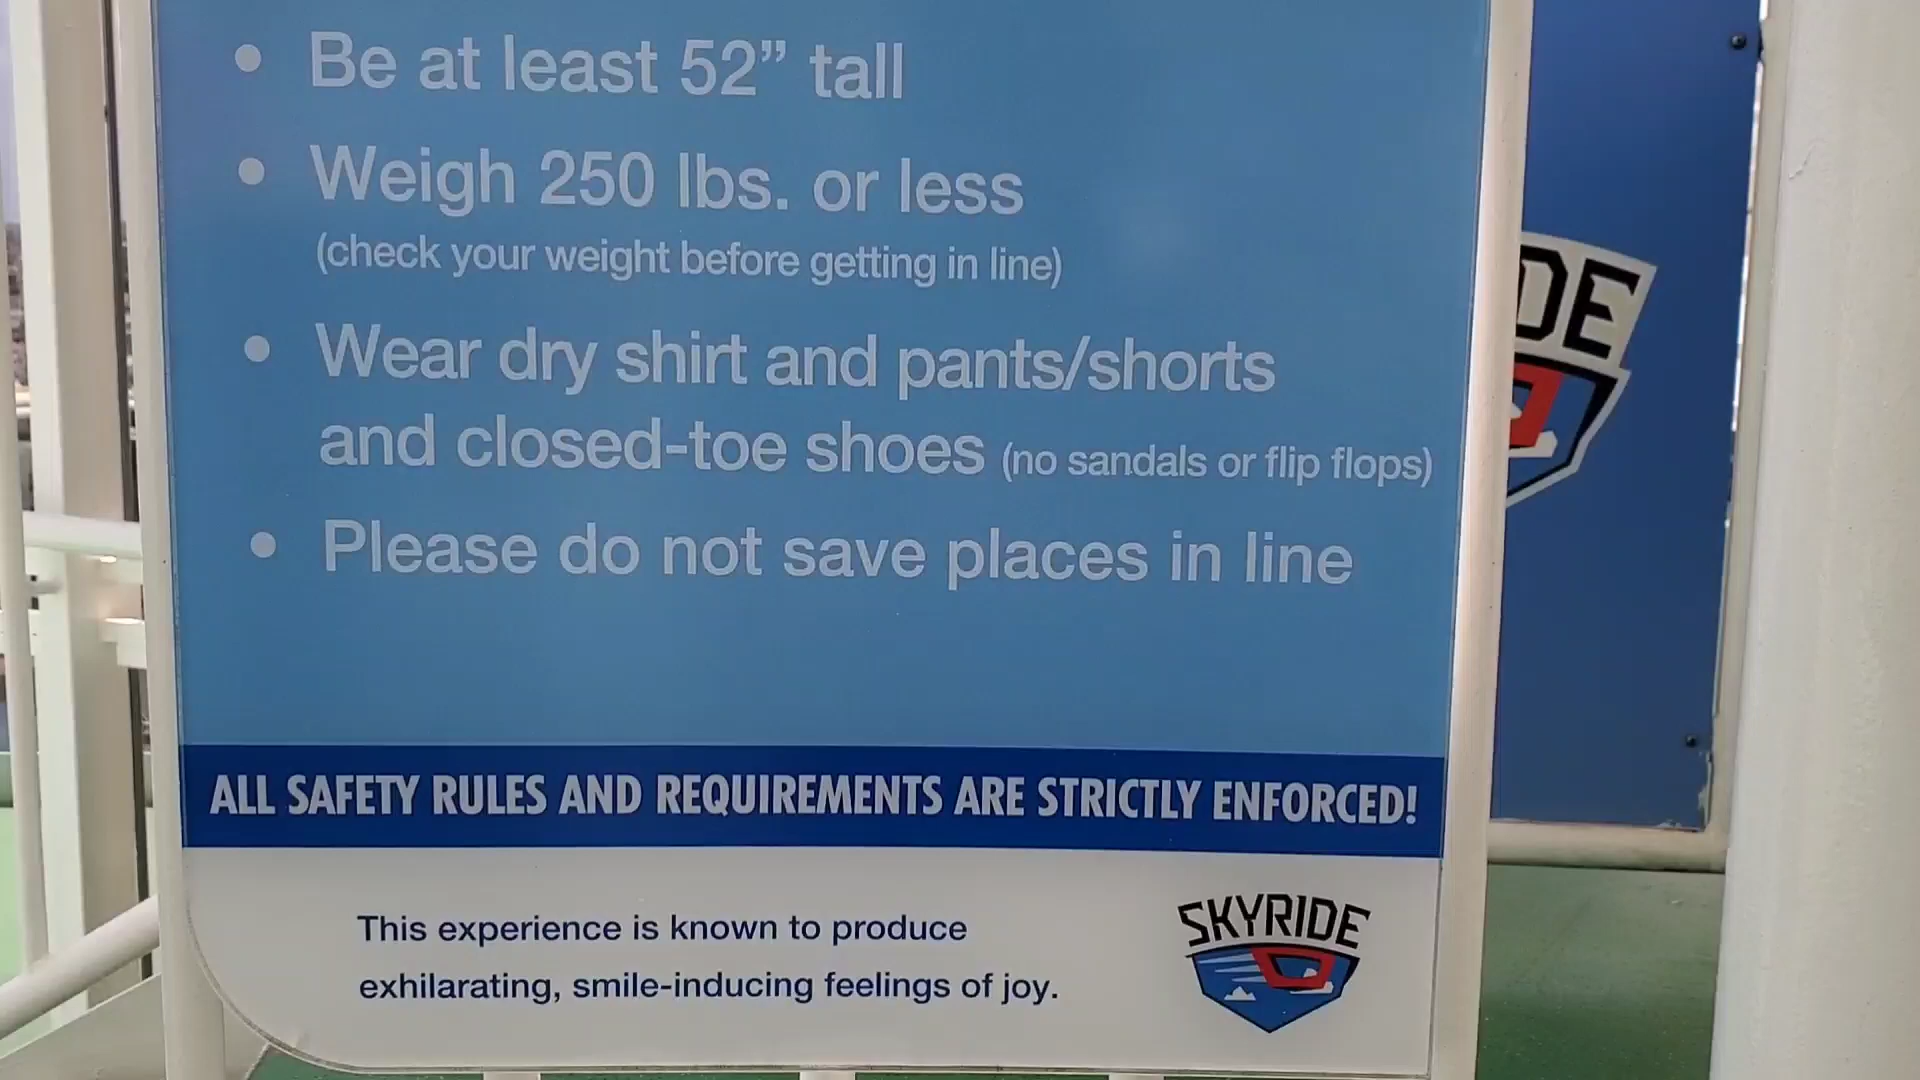 • Be at least 52” tall
• Weigh 250 lbs. or less
(check your weight before getting in line)
• Wear dry shirt and pants/shorts
and closed-toe shoes (no sandals or flip flops)
• Please do not save places in line
ALL SAFETY RULES AND REQUIREMENTS ARE STRICTLY ENFORCED!
This experience is known to produce
exhilarating, smile-inducing feelings of joy.
SKYRIDE
DE